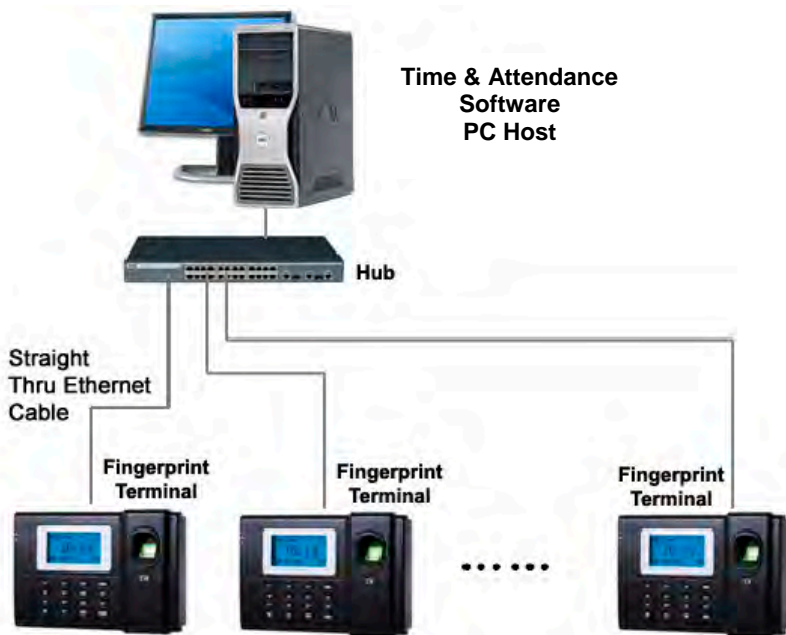 Time & Attendance
Software
PC Host
Hub
Straight
Thru Ethernet
Cable
Fingerprint
Terminal
Fingerprint
Terminal
Fingerprint
Terminal